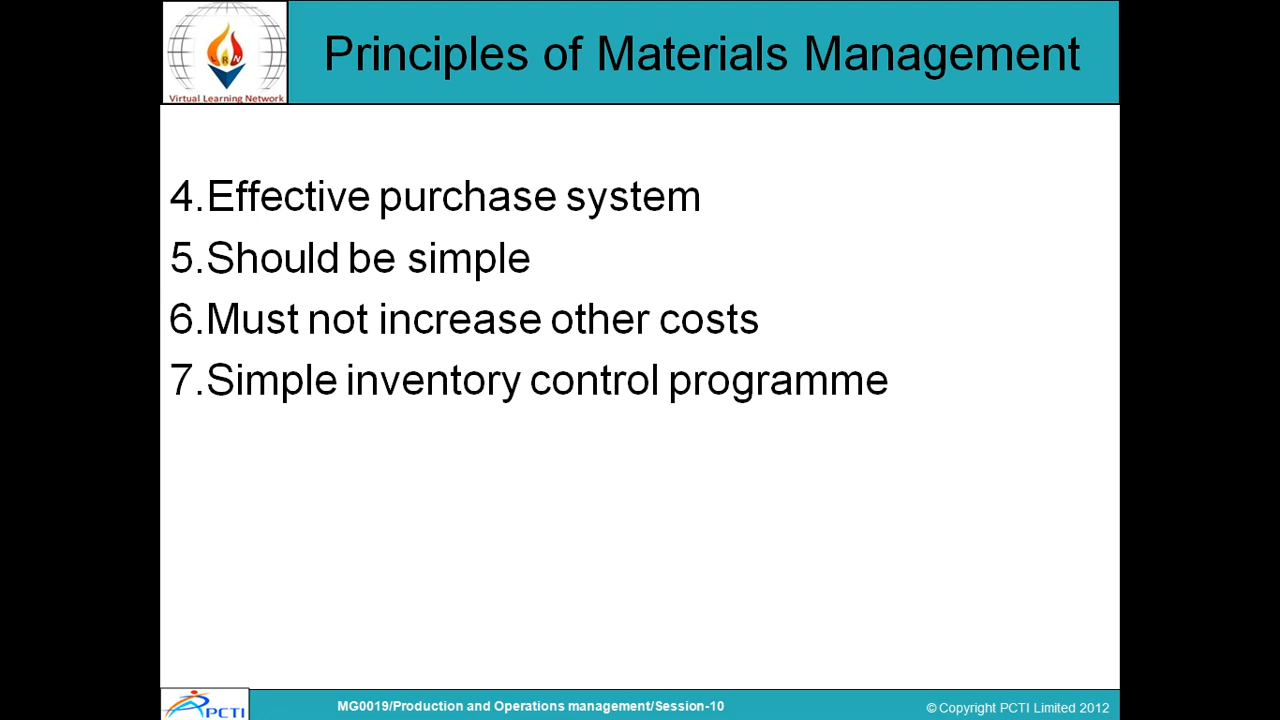 Principles of Materials Management
Virtual Learning Network
4.Effective purchase system
5.Should be simple
6.Must not increase other costs
7.Simple inventory control programme
PCTI
MG0019/Production and Operations management/Session-10
© Copyright PCTI Limited 2012